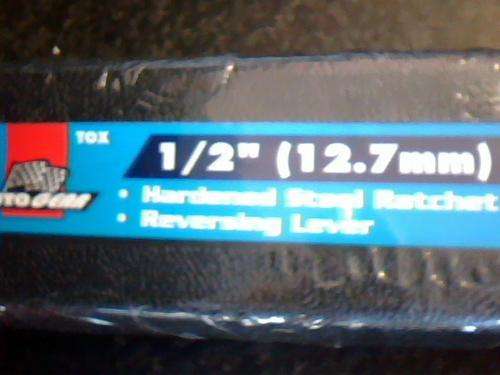 TOX
1/2" (12.7mm)
• Hardened Steel Ratchet
• Reversing Lever